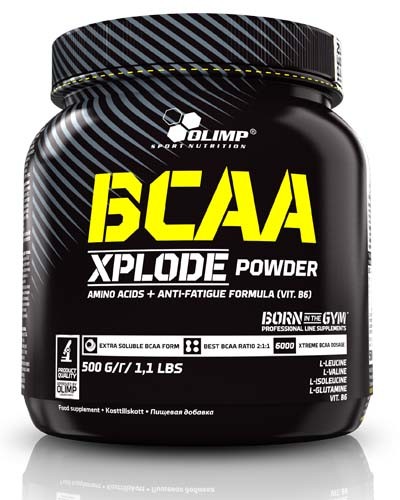 OLIMP®
SPORT NUTRITION
BCAA
XPLODE POWDER
AMINO ACIDS + ANTI-FATIGUE FORMULA (VIT. B6)
BORN IN THE GYM™
PROFESSIONAL LINE SUPPLEMENTS
EXTRA SOLUBLE BCAA FORM
BEST BCAA RATIO 2:1:1
6000 XTREME BCAA DOSAGE
500 G/Г/ 1,1 LBS
L-LEUCINE
L-VALINE
L-ISOLEUCINE
L-GLUTAMINE
VIT. B6
PRODUCT
QUALITY
OLIMP
Food supplement • Kosttillskott • Пищевая добавка